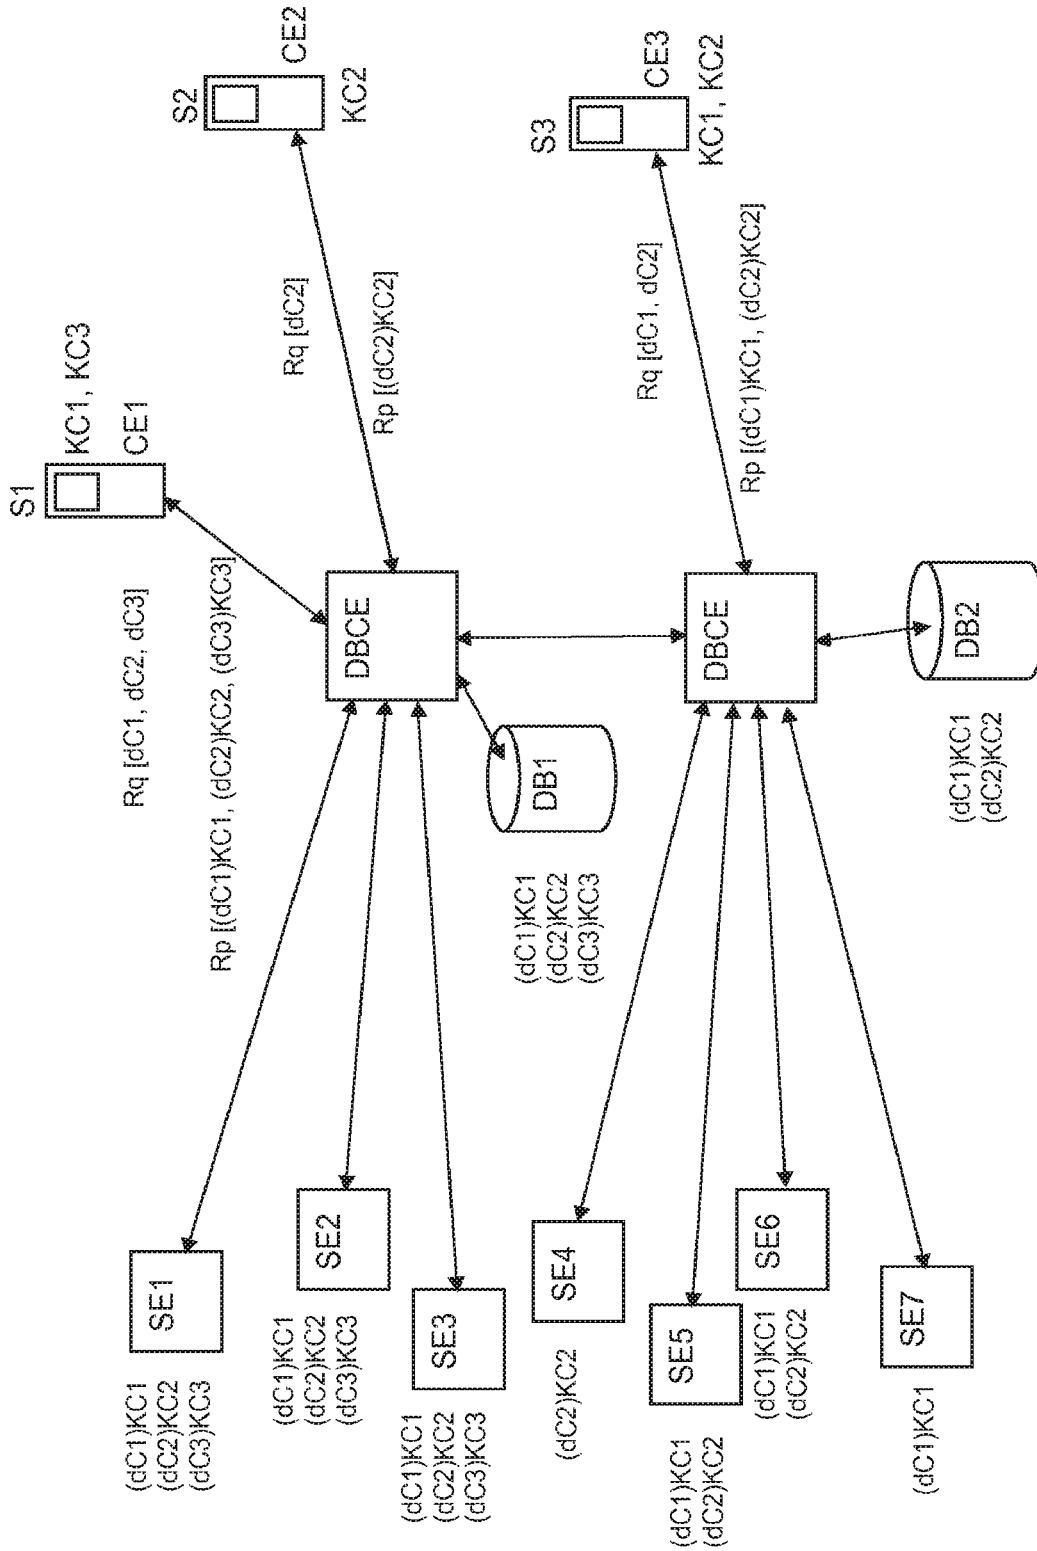 (dC1)KC1
(dC2)KC2
(dC3)KC3
SE1
(dC1)KC1
(dC2)KC2
(dC3)KC3
SE2
(dC1)KC1
(dC2)KC2
(dC3)KC3
SE3
(dC2)KC2
SE4
(dC1)KC1
(dC2)KC2
SE5
(dC1)KC1
(dC2)KC2
SE6
(dC1)KC1
SE7
(dC1)KC1
(dC2)KC2
(dC3)KC3
DB1
DBCE
DBCE
(dC1)KC1
(dC2)KC2
DB2
Rq [dC1, dC2, dC3]
Rp [(dC1)KC1, (dC2)KC2, (dC3)KC3]
S1
KC1, KC3
CE1
Rq [dC2]
Rp [(dC2)KC2]
S2
CE2
KC2
Rq [dC1, dC2]
Rp [(dC1)KC1, (dC2)KC2]
S3
CE3
KC1, KC2